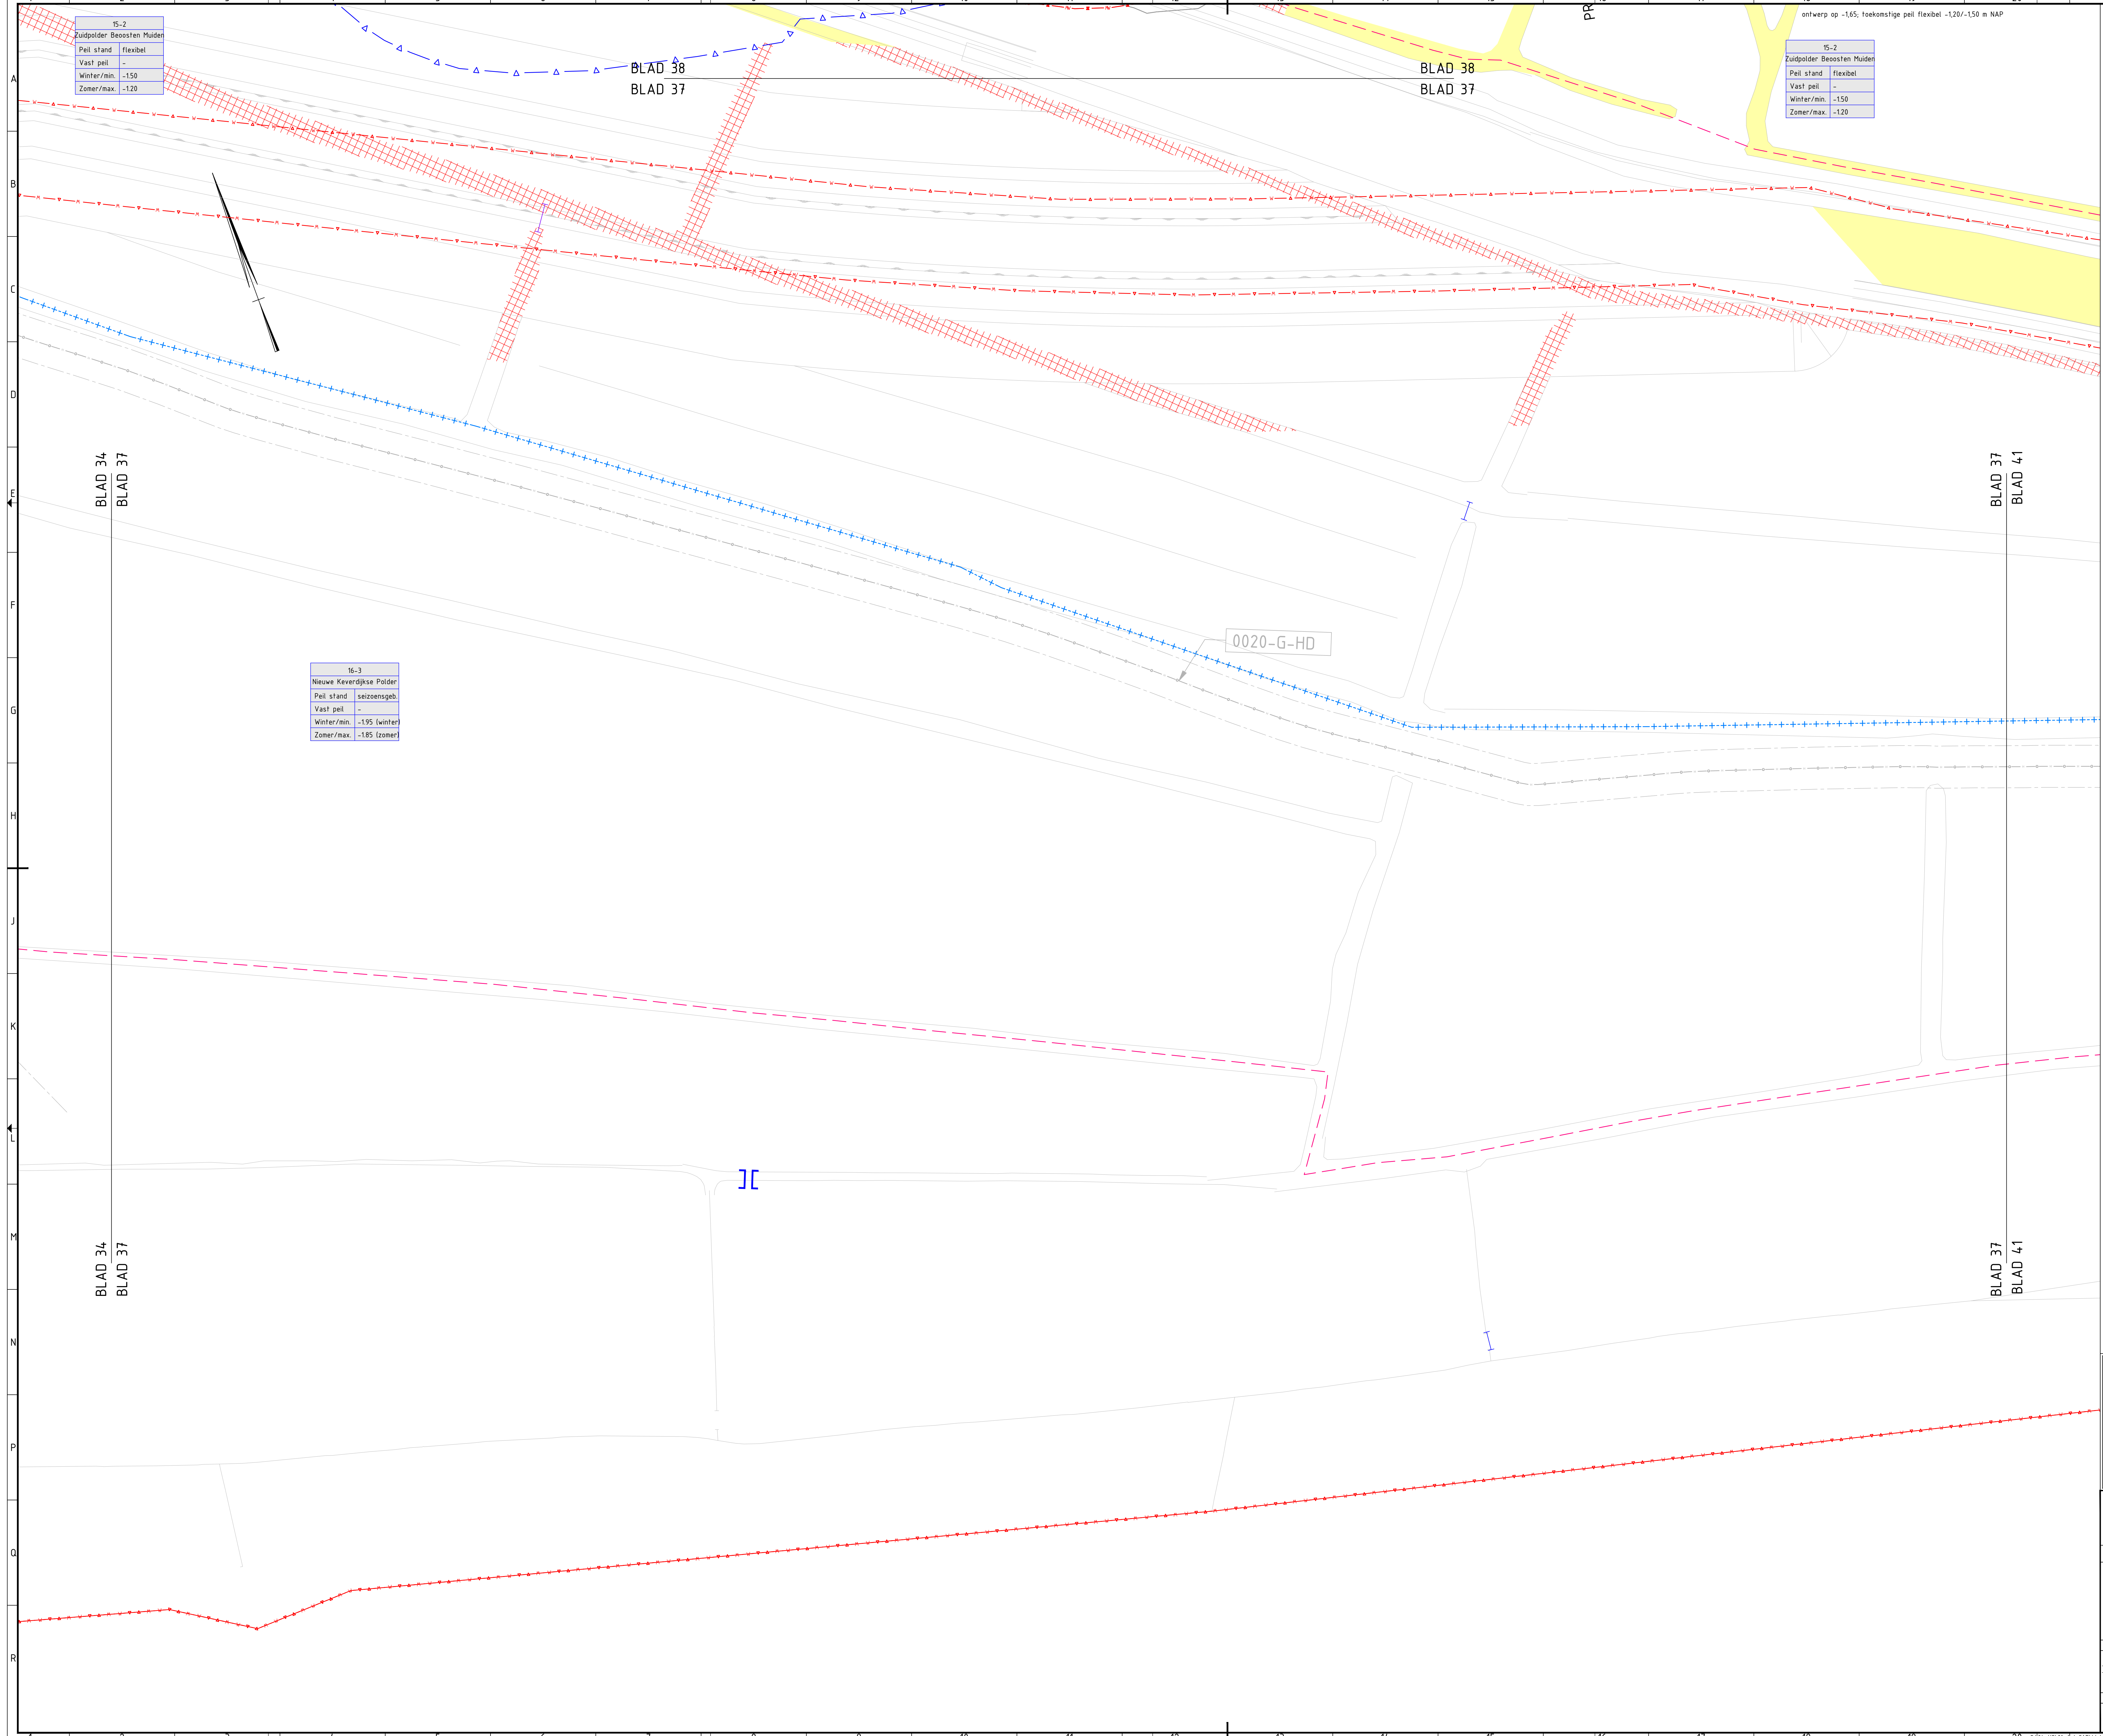 ontwerp op -1,65; toekomstige peil flexibel -1,20/-1,50 m NAP
15-2
Zuidpolder Beoosten Muiden
Peil stand flexibel
Vast peil -
Winter/min. -1.50
Zomer/max. -1.20
15-2
Zuidpolder Beoosten Muiden
Peil stand flexibel
Vast peil -
Winter/min. -1.50
Zomer/max. -1.20
PR
BLAD 38
BLAD 37
BLAD 38
BLAD 37
BLAD 34
BLAD 37
BLAD 37
BLAD 41
0020-G-HD
16-3
Nieuwe Keverdijkse Polder
Peil stand seizoensgeb.
Vast peil -
Winter/min. -1.95 (winter)
Zomer/max. -1.85 (zomer)
BLAD 34
BLAD 37
BLAD 37
BLAD 41
A
B
C
D
E
F
G
H
J
K
L
M
N
P
Q
R